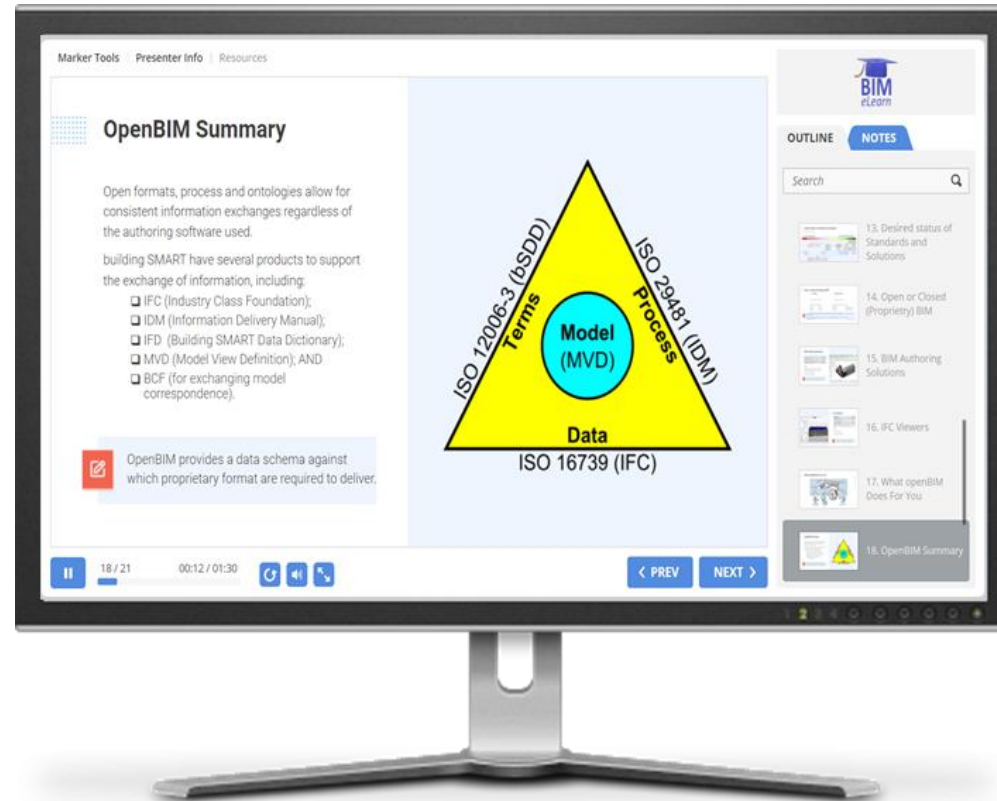 Marker Tools | Presenter Info | Resources
OpenBIM Summary
Open formats, process and ontologies allow for
consistent information exchanges regardless of
the authoring software used.
building SMART have several products to support
the exchange of information, including:
IFC (Industry Class Foundation);
IDM (Information Delivery Manual);
IFD (Building SMART Data Dictionary);
MVD (Model View Definition); AND
BCF (for exchanging model
correspondence).
OpenBIM provides a data schema against
which proprietary format are required to deliver.
ISO 12006-3 (bSDD)
Terms
ISO 29481 (IDM)
Process
Model
(MVD)
Data
ISO 16739 (IFC)
18 / 21
00:12 / 01:30
PREV
NEXT
BIM
eLearn
OUTLINE
NOTES
Search
13. Desired status of
Standards and
Solutions
14. Open or Closed
(Proprietry) BIM
15. BIM Authoring
Solutions
16. IFC Viewers
17. What openBIM
Does For You
18. OpenBIM Summary
1 2 3 4